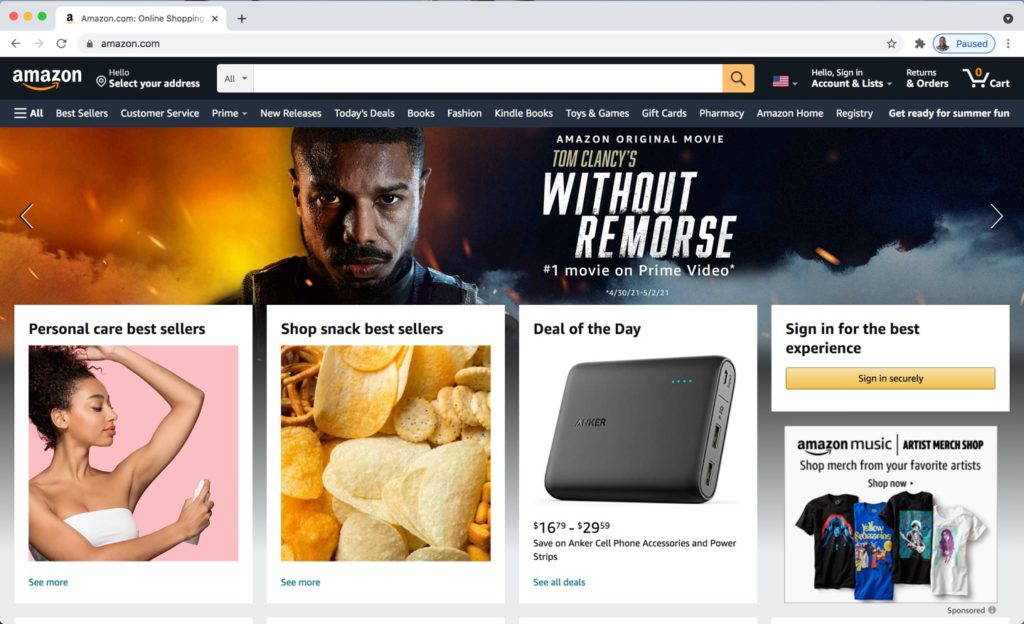 Amazon.com: Online Shopping
amazon.com
Paused
amazon
Hello
Select your address
All
Hello, Sign in
Account & Lists
Returns
& Orders
0
Cart
All
Best Sellers
Customer Service
Prime
New Releases
Today's Deals
Books
Fashion
Kindle Books
Toys & Games
Gift Cards
Pharmacy
Amazon Home
Registry
Get ready for summer fun
AMAZON ORIGINAL MOVIE
TOM CLANCY'S
WITHOUT
REMORSE
#1 movie on Prime Video*
*4/30/21-5/2/21
Personal care best sellers
See more
Shop snack best sellers
See more
Deal of the Day
ANKER
$1679 - $2959
Save on Anker Cell Phone Accessories and Power
Strips
See all deals
Sign in for the best
experience
Sign in securely
amazon music | ARTIST MERCH SHOP
Shop merch from your favorite artists
Shop now
Sponsored